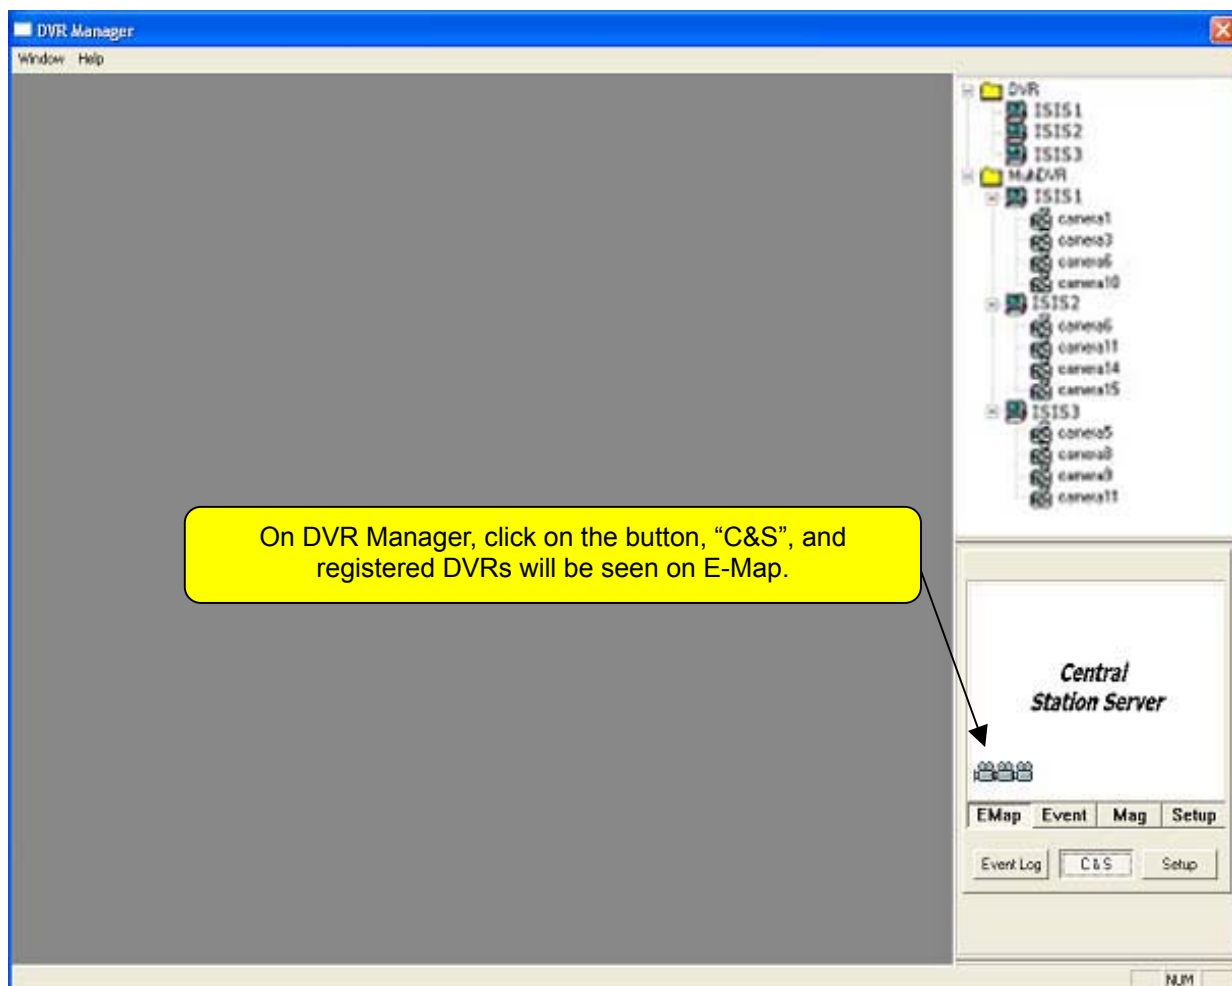 DVR Manager
Window Help
DVR
ISIS1
ISIS2
ISIS3
MultiDVR
ISIS1
camera1
camera3
camera6
camera10
ISIS2
camera6
camera11
camera14
camera15
ISIS3
camera5
camera8
camera9
camera11
On DVR Manager, click on the button, “C&S”, and
registered DVRs will be seen on E-Map.
Central
Station Server
EMap Event Mag Setup
Event Log C&S Setup
NUM